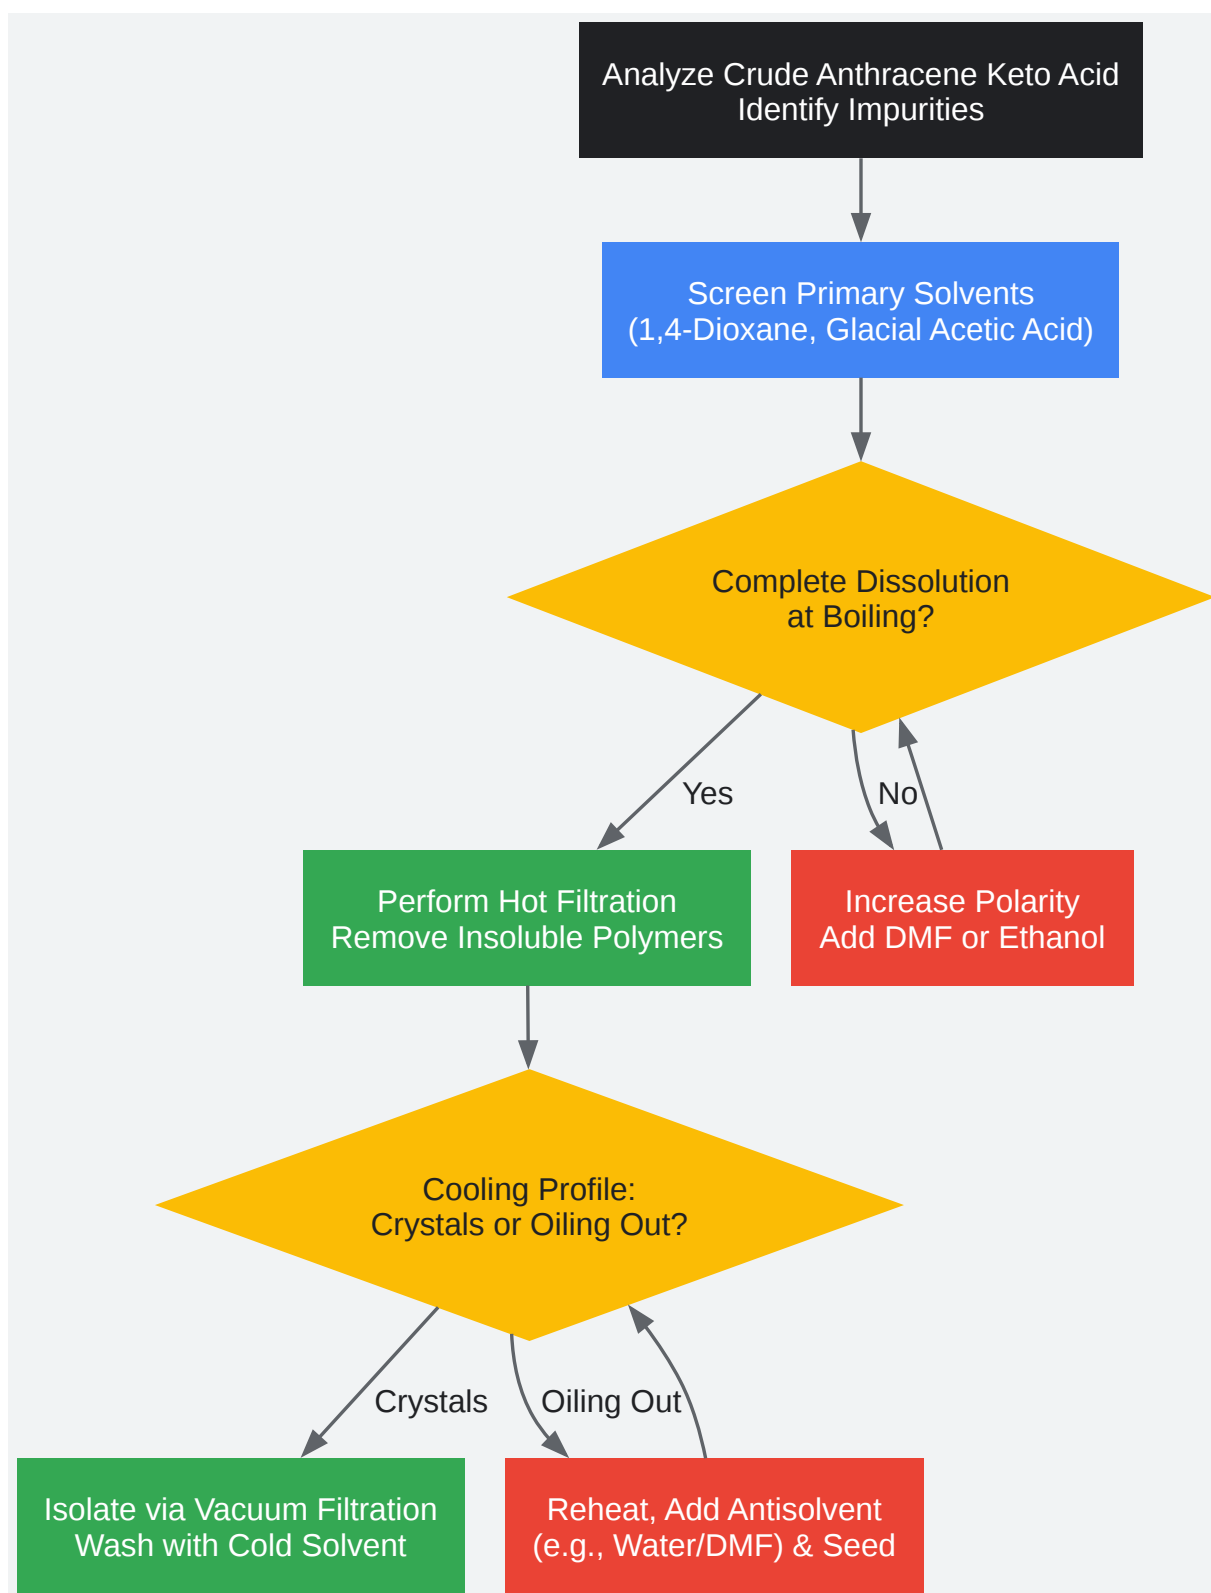 Analyze Crude Anthracene Keto Acid
Identify Impurities
Screen Primary Solvents
(1,4-Dioxane, Glacial Acetic Acid)
Complete Dissolution
at Boiling?
Yes
No
Perform Hot Filtration
Remove Insoluble Polymers
Increase Polarity
Add DMF or Ethanol
Cooling Profile:
Crystals or Oiling Out?
Crystals
Oiling Out
Isolate via Vacuum Filtration
Wash with Cold Solvent
Reheat, Add Antisolvent
(e.g., Water/DMF) & Seed